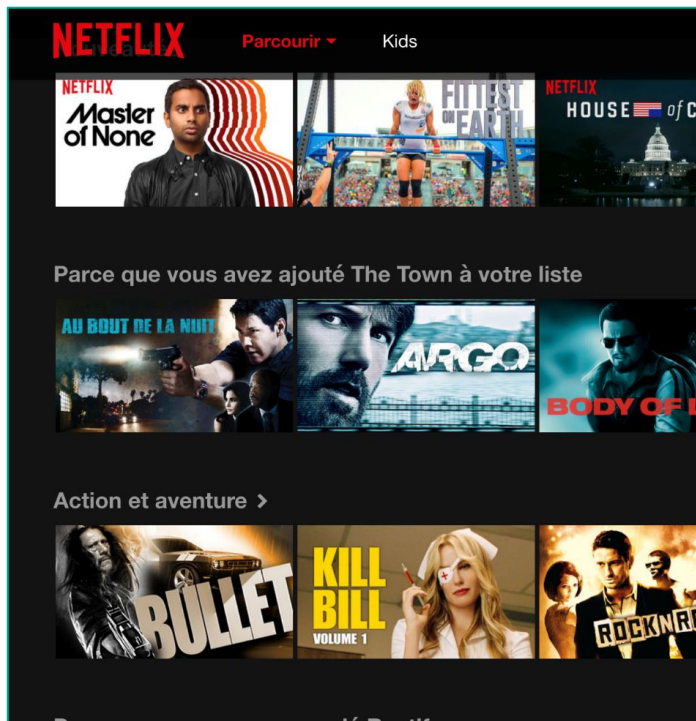 NETFLIX
Parcourir
Kids
NETFLIX
Master
of None
FITTEST
ON EARTH
NETFLIX
HOUSE of C
Parce que vous avez ajouté The Town à votre liste
AU BOUT DE LA NUIT
ARGO
BODY OF L
Action et aventure >
BULLET
KILL
BILL
VOLUME 1
ROCKNR